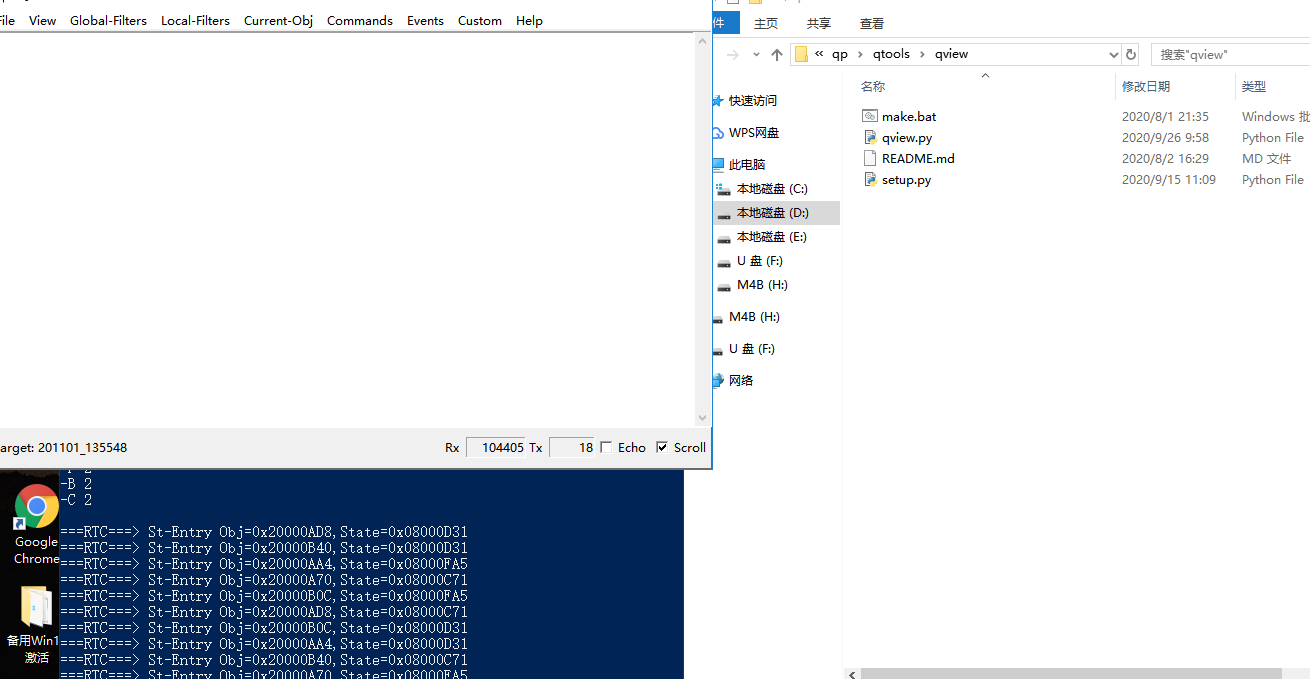 File View Global-Filters Local-Filters Current-Obj Commands Events Custom Help
arget: 201101_135548 Rx 104405 Tx 18 Echo Scroll
-B 2
-C 2
===RTC===> St-Entry Obj=0x20000AD8,State=0x08000D31
===RTC===> St-Entry Obj=0x20000B40,State=0x08000D31
===RTC===> St-Entry Obj=0x20000AA4,State=0x08000FA5
===RTC===> St-Entry Obj=0x20000A70,State=0x08000C71
===RTC===> St-Entry Obj=0x20000B0C,State=0x08000FA5
===RTC===> St-Entry Obj=0x20000AD8,State=0x08000C71
===RTC===> St-Entry Obj=0x20000B0C,State=0x08000D31
===RTC===> St-Entry Obj=0x20000AA4,State=0x08000D31
===RTC===> St-Entry Obj=0x20000B40,State=0x08000C71
===RTC===> St-Entry Obj=0x20000A70,State=0x08000FA5
Google
Chrome
备用Win1
激活
件 主页 共享 查看
« qp › qtools › qview 搜索"qview"
快速访问
WPS网盘
此电脑
本地磁盘 (C:)
本地磁盘 (D:)
本地磁盘 (E:)
U 盘 (F:)
M4B (H:)
M4B (H:)
U 盘 (F:)
网络
名称 修改日期 类型
make.bat 2020/8/1 21:35 Windows 批
qview.py 2020/9/26 9:58 Python File
README.md 2020/8/2 16:29 MD 文件
setup.py 2020/9/15 11:09 Python File